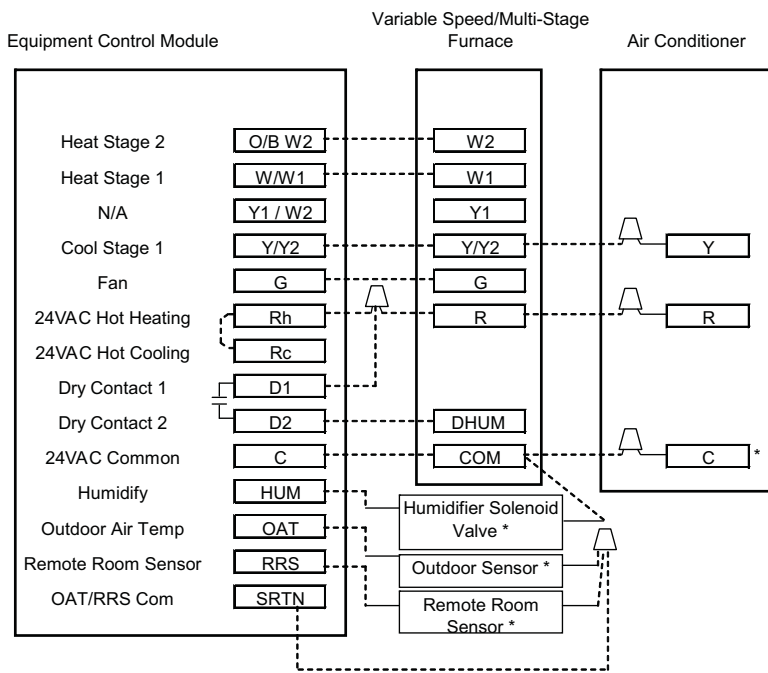 Variable Speed/Multi-Stage
Equipment Control Module
Furnace
Air Conditioner
Heat Stage 2
O/B W2
W2
Heat Stage 1
W/W1
W1
N/A
Y1 / W2
Y1
Cool Stage 1
Y/Y2
Y/Y2
Y
Fan
G
G
24VAC Hot Heating
Rh
R
R
24VAC Hot Cooling
Rc
Dry Contact 1
D1
Dry Contact 2
D2
DHUM
24VAC Common
C
COM
C *
Humidify
HUM
Humidifier Solenoid
Valve *
Outdoor Air Temp
OAT
Outdoor Sensor *
Remote Room Sensor
RRS
Remote Room
Sensor *
OAT/RRS Com
SRTN